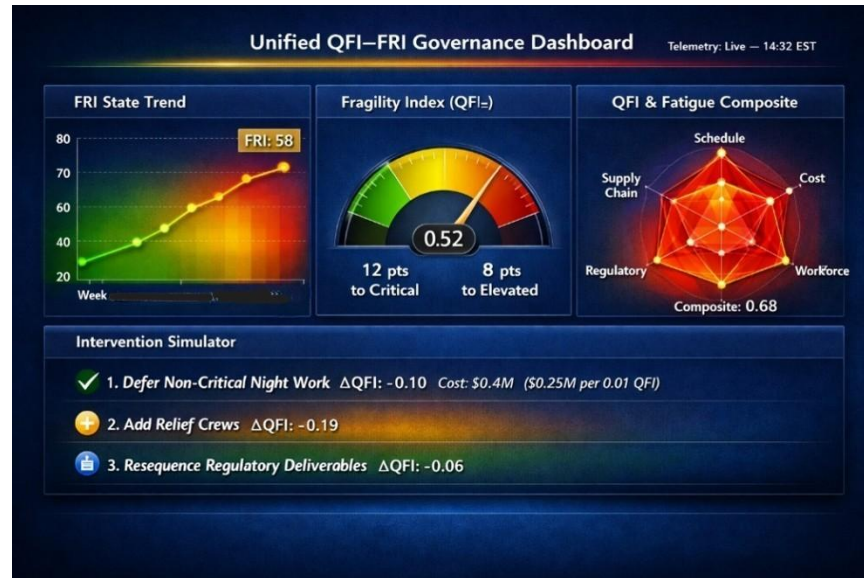 Unified QFI–FRI Governance Dashboard
Telemetry: Live — 14:32 EST
FRI State Trend
FRI: 58
80
70
60
40
20
Week
Fragility Index (QFI=)
0.52
12 pts
to Critical
8 pts
to Elevated
QFI & Fatigue Composite
Schedule
Supply
Chain
Cost
Regulatory
Composite: 0.68
Intervention Simulator
1. Defer Non-Critical Night Work ΔQFI: -0.10 Cost: $0.4M ($0.25M per 0.01 QFI)
2. Add Relief Crews ΔQFI: -0.19
3. Resequence Regulatory Deliverables ΔQFI: -0.06